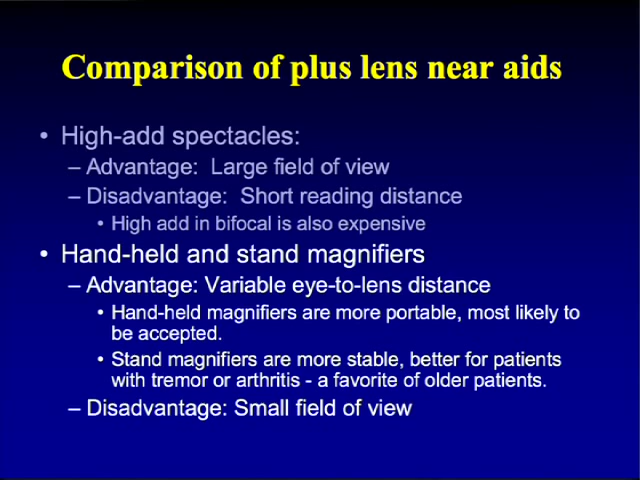 Comparison of plus lens near aids
• High-add spectacles:
– Advantage: Large field of view
– Disadvantage: Short reading distance
• High add in bifocal is also expensive
• Hand-held and stand magnifiers
– Advantage: Variable eye-to-lens distance
• Hand-held magnifiers are more portable, most likely to
be accepted.
• Stand magnifiers are more stable, better for patients
with tremor or arthritis - a favorite of older patients.
– Disadvantage: Small field of view